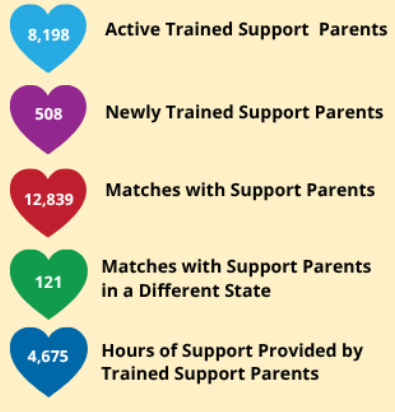 8,198 Active Trained Support Parents
508 Newly Trained Support Parents
12,839 Matches with Support Parents
121 Matches with Support Parents
in a Different State
4,675 Hours of Support Provided by
Trained Support Parents